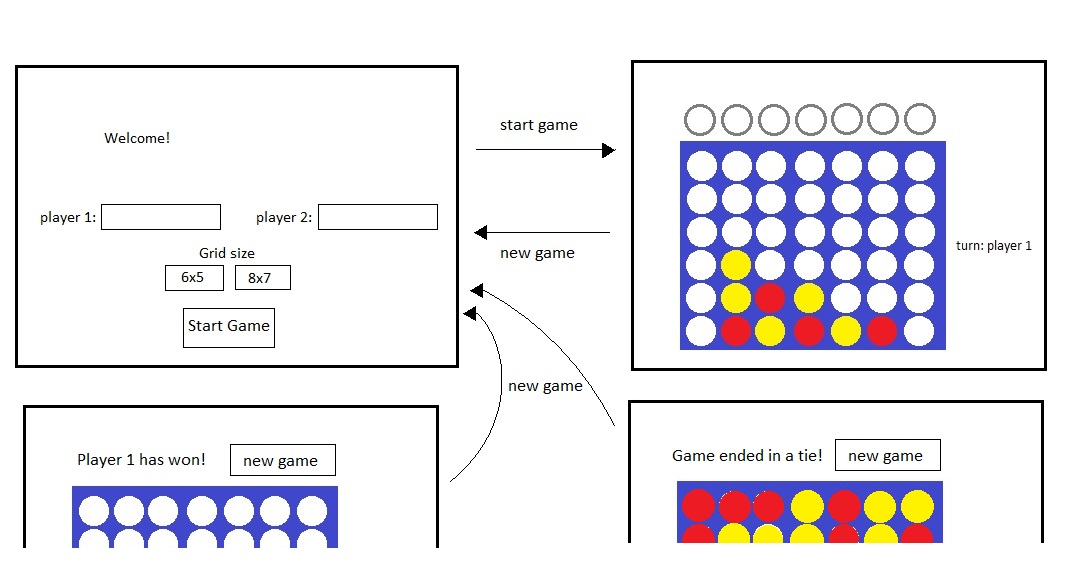 Welcome!
player 1:
player 2:
Grid size
6x5
8x7
Start Game
start game
new game
turn: player 1
new game
Player 1 has won!
new game
Game ended in a tie!
new game